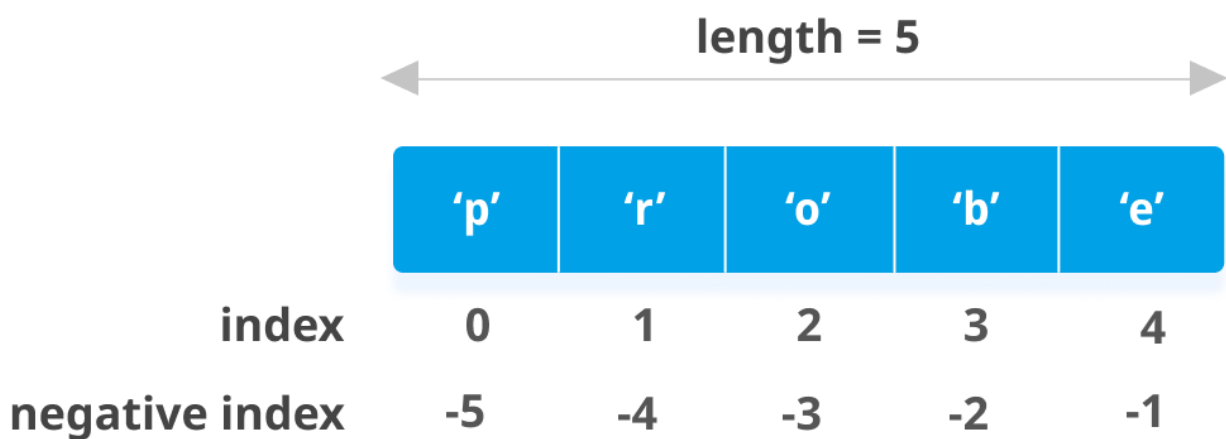 length = 5
‘p’ ‘r’ ‘o’ ‘b’ ‘e’
index 0 1 2 3 4
negative index -5 -4 -3 -2 -1